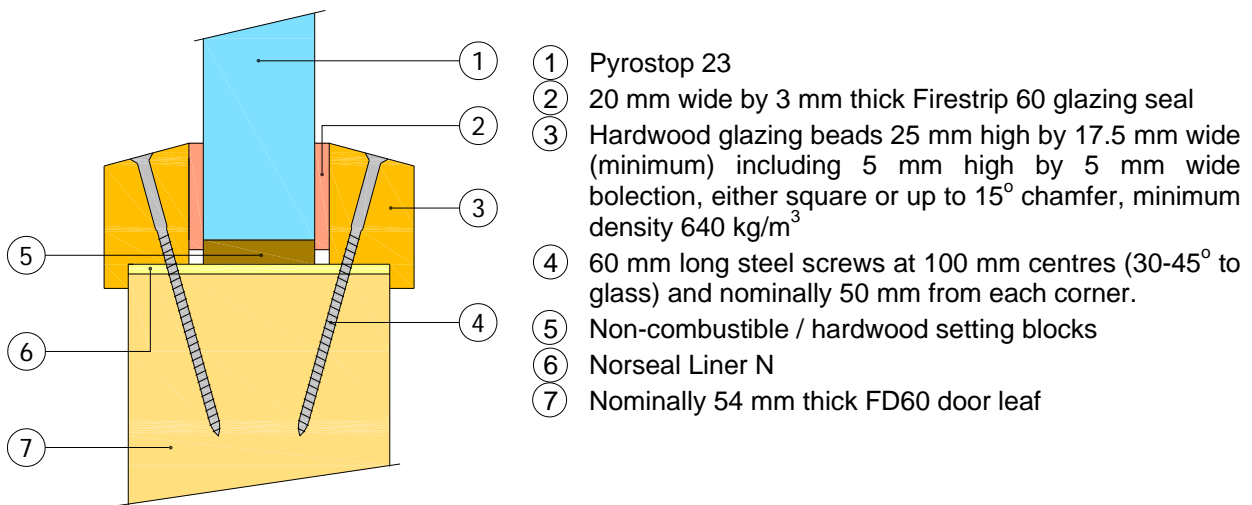 1 1 Pyrostop 23
2 2 20 mm wide by 3 mm thick Firestrip 60 glazing seal
3 3 Hardwood glazing beads 25 mm high by 17.5 mm wide
(minimum) including 5 mm high by 5 mm wide
bolection, either square or up to 15° chamfer, minimum
density 640 kg/m³
5 4 60 mm long steel screws at 100 mm centres (30-45° to
glass) and nominally 50 mm from each corner.
4 5 Non-combustible / hardwood setting blocks
6 6 Norseal Liner N
7 7 Nominally 54 mm thick FD60 door leaf